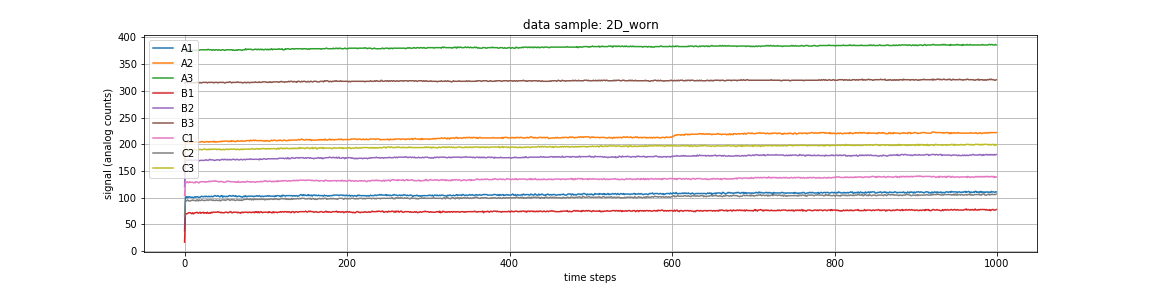 data sample: 2D_worn
signal (analog counts)
400
350
300
250
200
150
100
50
0
A1
A2
A3
B1
B2
B3
C1
C2
C3
0
200
400
600
800
1000
time steps